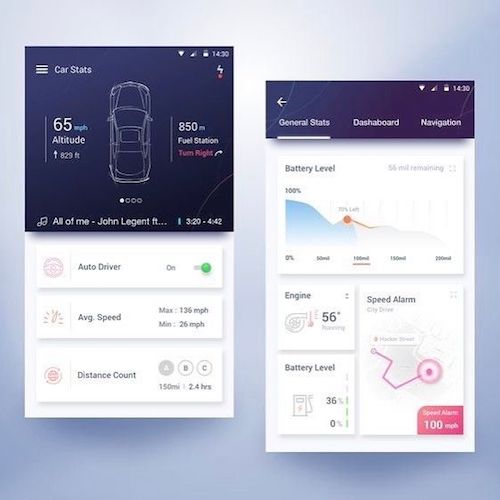 14:30
Car Stats
65 mph
Altitude
829 ft
850 m
Fuel Station
Turn Right
All of me - John Legent ft...
3:20 - 4:42
Auto Driver
On
Avg. Speed
Max : 136 mph
Min : 26 mph
Distance Count
A B C
150mi | 2.4 hrs
14:30
General Stats
Dashaboard
Navigation
Battery Level
56 mil remaining
100%
70% Left
0%
50mil
100mil
150mil
200mil
Engine
56°
Running
Battery Level
36 %
0 %
Speed Alarm
City Drive
Hacker Street
Speed Alarm
100 mph